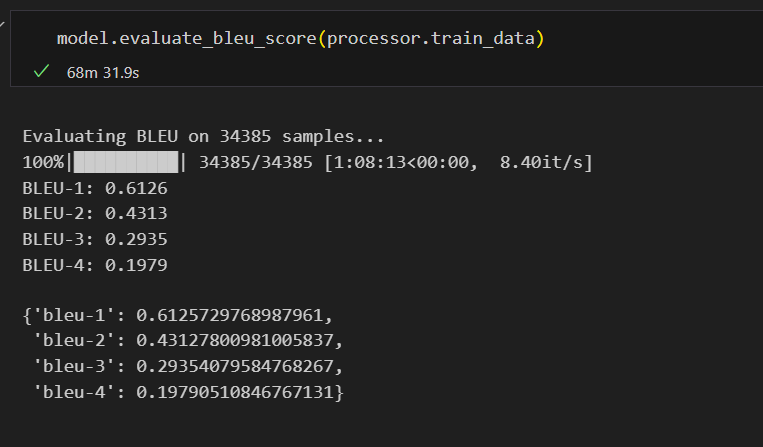 model.evaluate_bleu_score(processor.train_data)
68m 31.9s
Evaluating BLEU on 34385 samples...
100%|██████████| 34385/34385 [1:08:13<00:00,  8.40it/s]
BLEU-1: 0.6126
BLEU-2: 0.4313
BLEU-3: 0.2935
BLEU-4: 0.1979
{'bleu-1': 0.6125729768987961,
 'bleu-2': 0.43127800981005837,
 'bleu-3': 0.29354079584768267,
 'bleu-4': 0.19790510846767131}